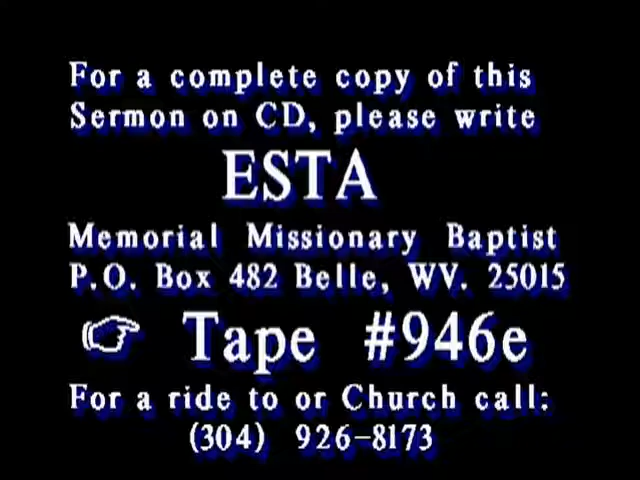 For a complete copy of this
Sermon on CD, please write
ESTA
Memorial Missionary Baptist
P.O. Box 482 Belle, WV. 25015
☞ Tape #946e
For a ride to or Church call:
(304) 926-8173